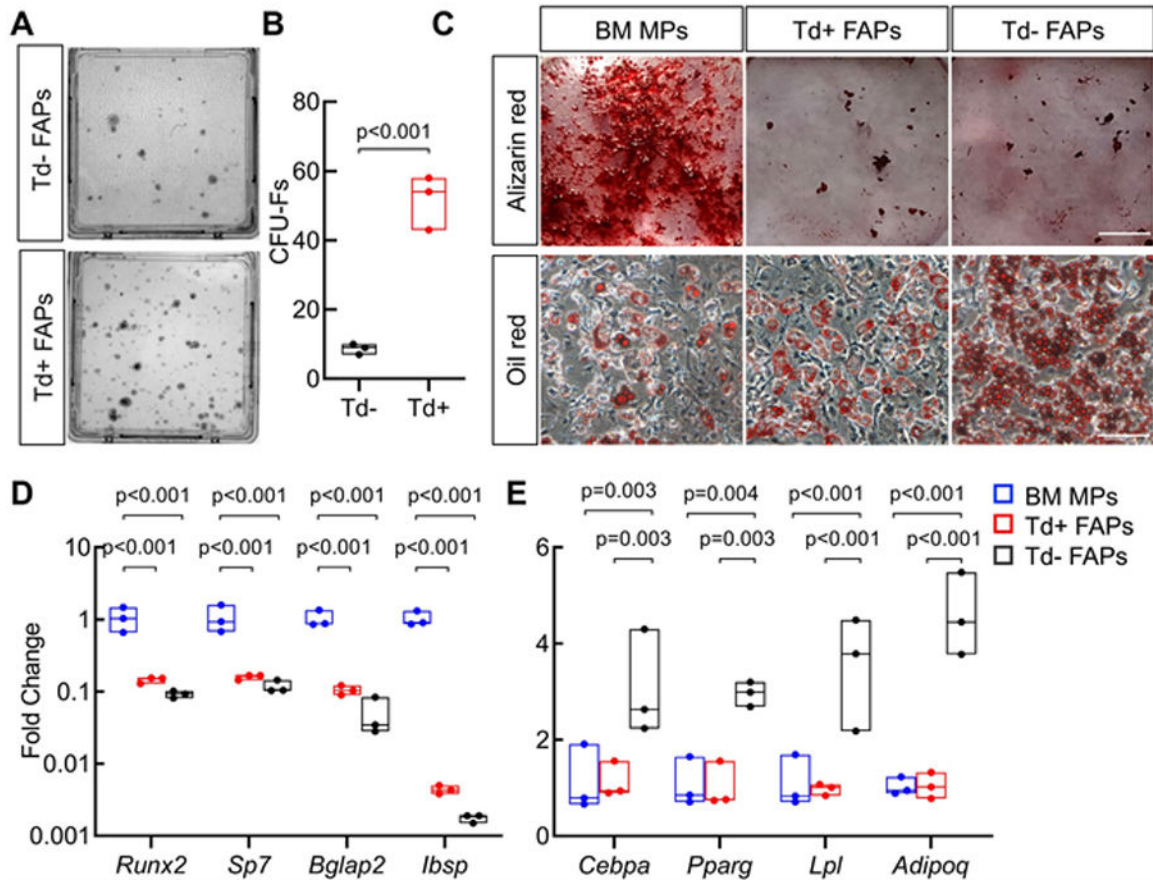 A
Td- FAPs
Td+ FAPs
B
CFU-Fs
80
60
40
20
0
p<0.001
Td-
Td+
C
BM MPs
Td+ FAPs
Td- FAPs
Alizarin red
Oil red
D
p<0.001 p<0.001 p<0.001 p<0.001
p<0.001 p<0.001 p<0.001 p<0.001
Fold Change
10
1
0.1
0.01
0.001
Runx2 Sp7 Bglap2 Ibsp
E
p=0.003 p=0.004 p<0.001 p<0.001
p=0.003 p=0.003 p<0.001 p<0.001
6
4
2
0
Cebpa Pparg Lpl Adipoq
BM MPs
Td+ FAPs
Td- FAPs